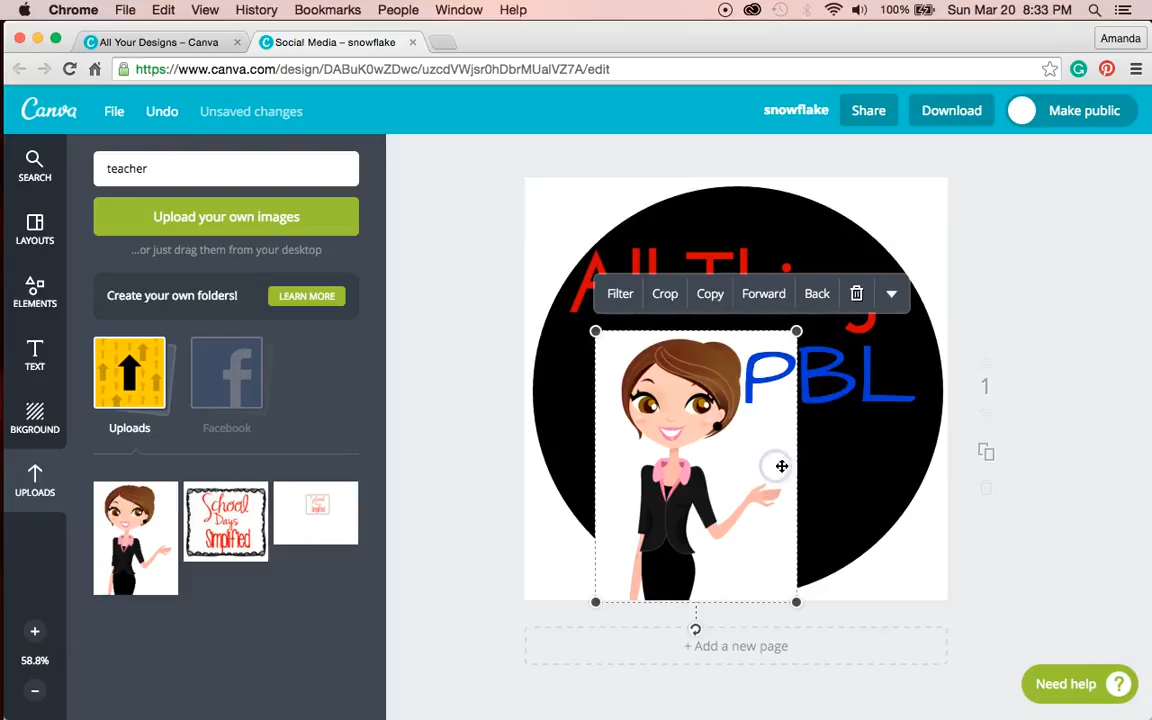 Chrome File Edit View History Bookmarks People Window Help 100% Sun Mar 20 8:33 PM
All Your Designs – Canva Social Media – snowflake Amanda
https://www.canva.com/design/DABuK0wZDwc/uzcdVWjsr0hDbrMUalVZ7A/edit
Canva File Undo Unsaved changes snowflake Share Download Make public
SEARCH
LAYOUTS
ELEMENTS
TEXT
BKGROUND
UPLOADS
58.8%
teacher
Upload your own images
...or just drag them from your desktop
Create your own folders! LEARN MORE
Uploads Facebook
School
Days
Simplified
All Thing
PBL
Filter Crop Copy Forward Back
1
+ Add a new page
Need help ?